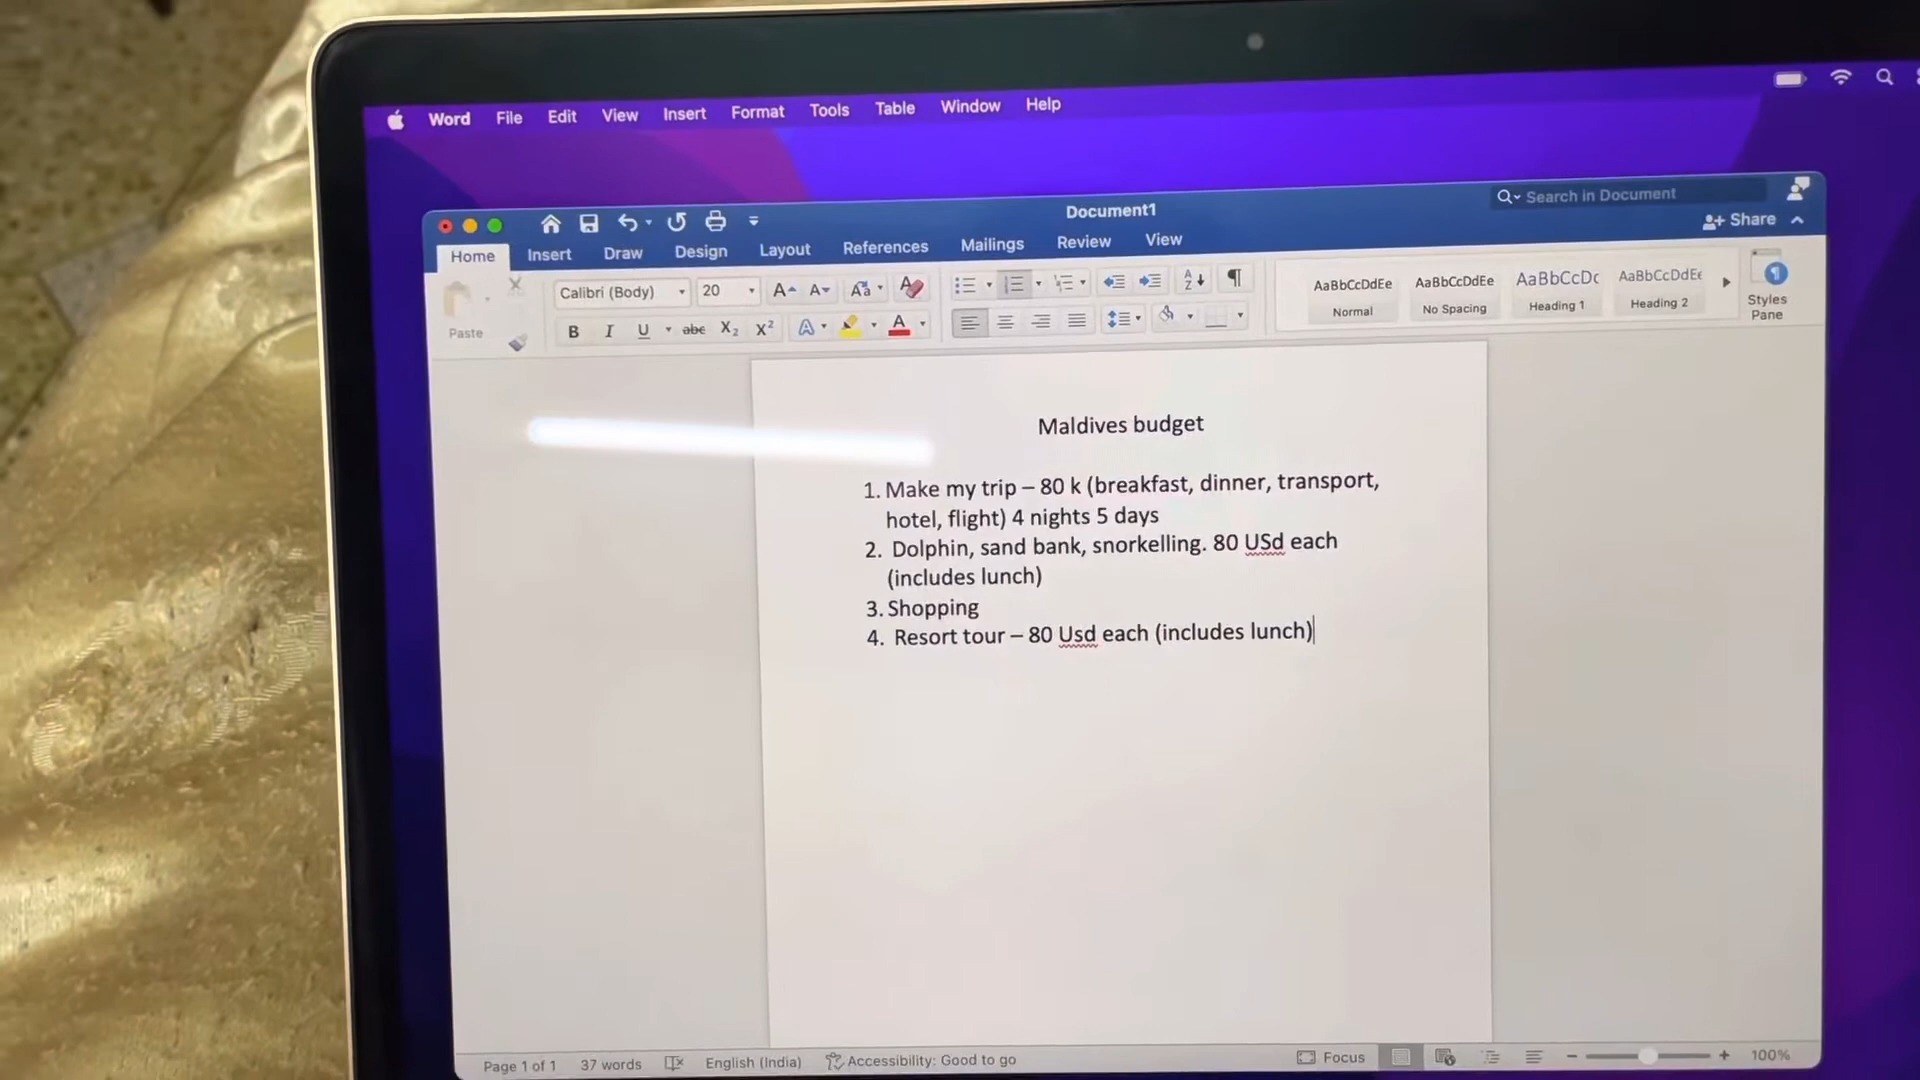 Word File Edit View Insert Format Tools Table Window Help
Document1
Search in Document
Share
Home Insert Draw Design Layout References Mailings Review View
Paste
Calibri (Body) 20
AaBbCcDdEe AaBbCcDdEe AaBbCcDc AaBbCcDdEe
Normal No Spacing Heading 1 Heading 2
Styles
Pane
Maldives budget
1. Make my trip – 80 k (breakfast, dinner, transport,
hotel, flight) 4 nights 5 days
2. Dolphin, sand bank, snorkelling. 80 USd each
(includes lunch)
3. Shopping
4. Resort tour – 80 Usd each (includes lunch)
Page 1 of 1 37 words English (India) Accessibility: Good to go Focus 100%